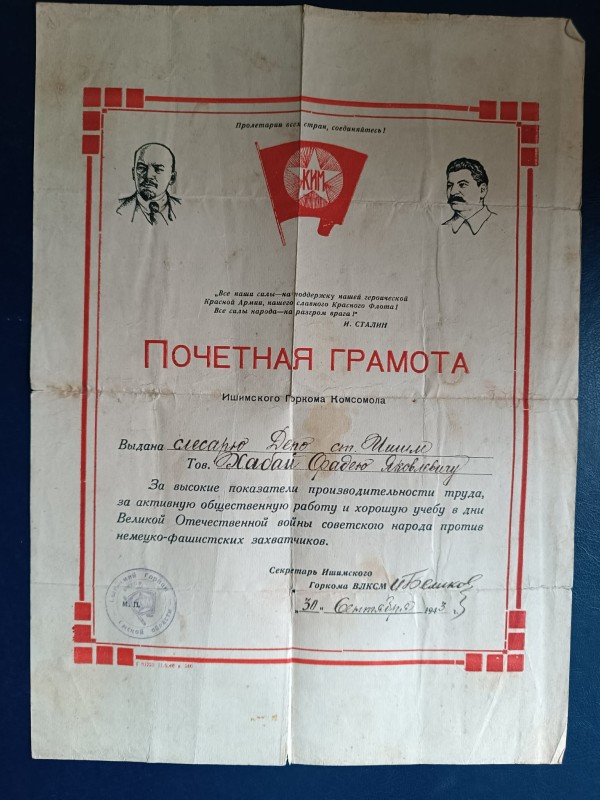 Пролетарии всех стран, соединяйтесь!
КИМ
„Все наши силы—на поддержку нашей героической
Красной Армии, нашего славного Красного Флота!
Все силы народа—на разгром врага!"
И. СТАЛИН
ПОЧЕТНАЯ ГРАМОТА
Ишимского Горкома Комсомола
Выдана слесарю Депо ст. Ишим
Тов. Хабай Фадею Яковлевичу
За высокие показатели производительности труда,
за активную общественную работу и хорошую учебу в дни
Великой Отечественной войны советского народа против
немецко-фашистских захватчиков.
Секретарь Ишимского
Горкома ВЛКСМ
„30" Сентября 1943 г.
М. П.